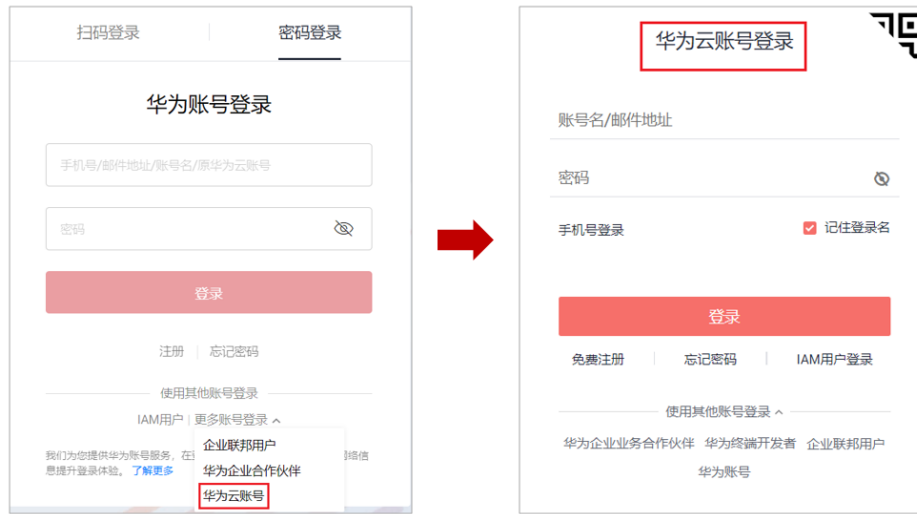 扫码登录 密码登录
华为账号登录
手机号/邮件地址/账号名/原华为云账号
密码
登录
注册 | 忘记密码
使用其他账号登录
IAM用户 | 更多账号登录
企业联邦用户
华为企业合作伙伴
华为云账号
我们为您提供华为账号服务，在
络信
息提升登录体验。 了解更多
华为云账号登录
账号名/邮件地址
密码
手机号登录 记住登录名
登录
免费注册 | 忘记密码 | IAM用户登录
使用其他账号登录
华为企业业务合作伙伴 华为终端开发者 企业联邦用户
华为账号